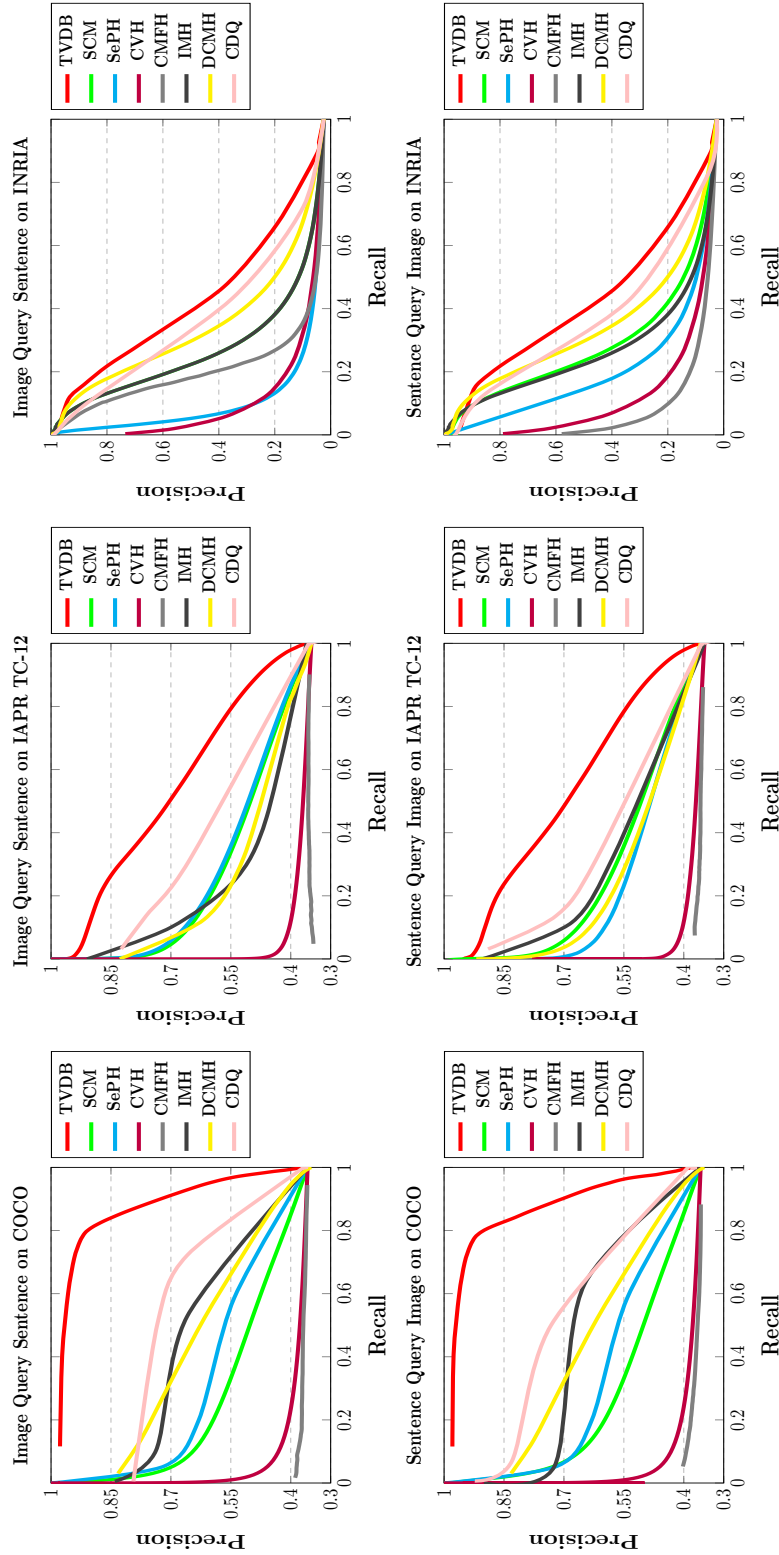 Image Query Sentence on COCO
Precision
1
0.85
0.7
0.55
0.4
0.3
0
0.2
0.4
0.6
0.8
1
Recall
TVDB
SCM
SePH
CVH
CMFH
IMH
DCMH
CDQ
Image Query Sentence on IAPR TC-12
Precision
1
0.85
0.7
0.55
0.4
0.3
0
0.2
0.4
0.6
0.8
1
Recall
TVDB
SCM
SePH
CVH
CMFH
IMH
DCMH
CDQ
Image Query Sentence on INRIA
Precision
1
0.8
0.6
0.4
0.2
0
0
0.2
0.4
0.6
0.8
1
Recall
TVDB
SCM
SePH
CVH
CMFH
IMH
DCMH
CDQ
Sentence Query Image on COCO
Precision
1
0.85
0.7
0.55
0.4
0.3
0
0.2
0.4
0.6
0.8
1
Recall
TVDB
SCM
SePH
CVH
CMFH
IMH
DCMH
CDQ
Sentence Query Image on IAPR TC-12
Precision
1
0.85
0.7
0.55
0.4
0.3
0
0.2
0.4
0.6
0.8
1
Recall
TVDB
SCM
SePH
CVH
CMFH
IMH
DCMH
CDQ
Sentence Query Image on INRIA
Precision
1
0.8
0.6
0.4
0.2
0
0
0.2
0.4
0.6
0.8
1
Recall
TVDB
SCM
SePH
CVH
CMFH
IMH
DCMH
CDQ